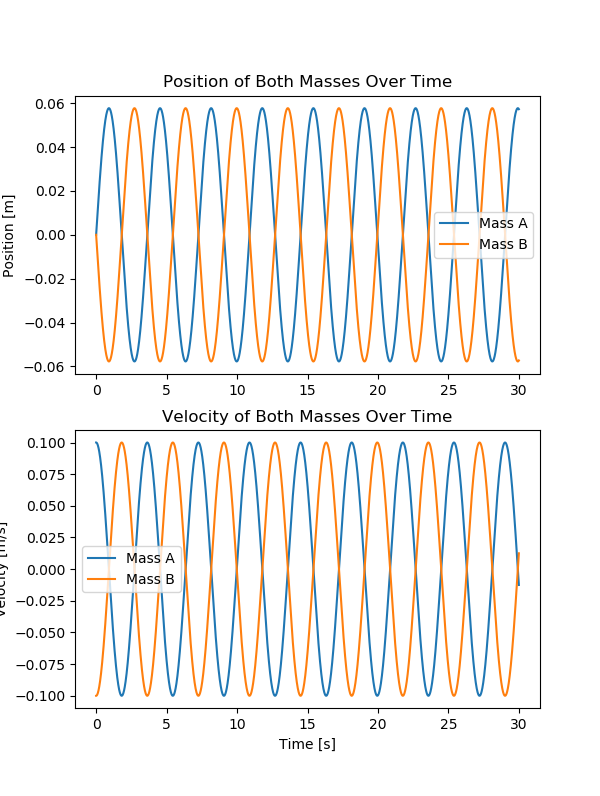 Position of Both Masses Over Time
Position [m]
0.06
0.04
0.02
0.00
−0.02
−0.04
−0.06
Mass A
Mass B
0 5 10 15 20 25 30
Velocity of Both Masses Over Time
Velocity [m/s]
0.100
0.075
0.050
0.025
0.000
−0.025
−0.050
−0.075
−0.100
Mass A
Mass B
0 5 10 15 20 25 30
Time [s]